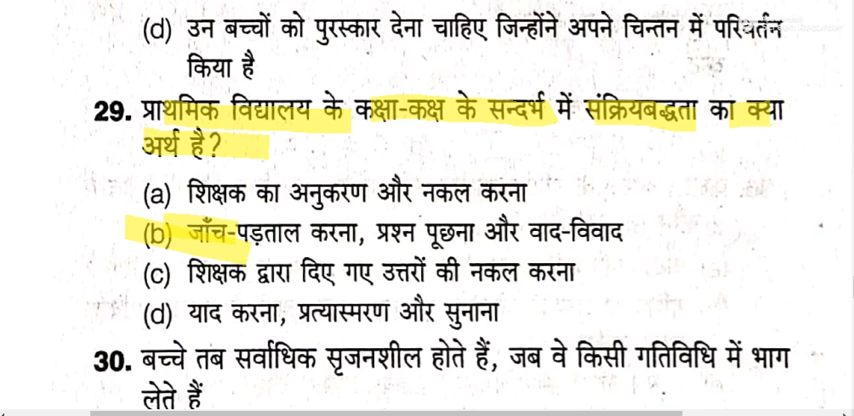 (d) उन बच्चों को पुरस्कार देना चाहिए जिन्होंने अपने चिन्तन में परिवर्तन
किया है
29. प्राथमिक विद्यालय के कक्षा-कक्ष के सन्दर्भ में संक्रियबद्धता का क्या
अर्थ है?
(a) शिक्षक का अनुकरण और नकल करना
(b) जाँच-पड़ताल करना, प्रश्न पूछना और वाद-विवाद
(c) शिक्षक द्वारा दिए गए उत्तरों की नकल करना
(d) याद करना, प्रत्यास्मरण और सुनाना
30. बच्चे तब सर्वाधिक सृजनशील होते हैं, जब वे किसी गतिविधि में भाग
लेते हैं